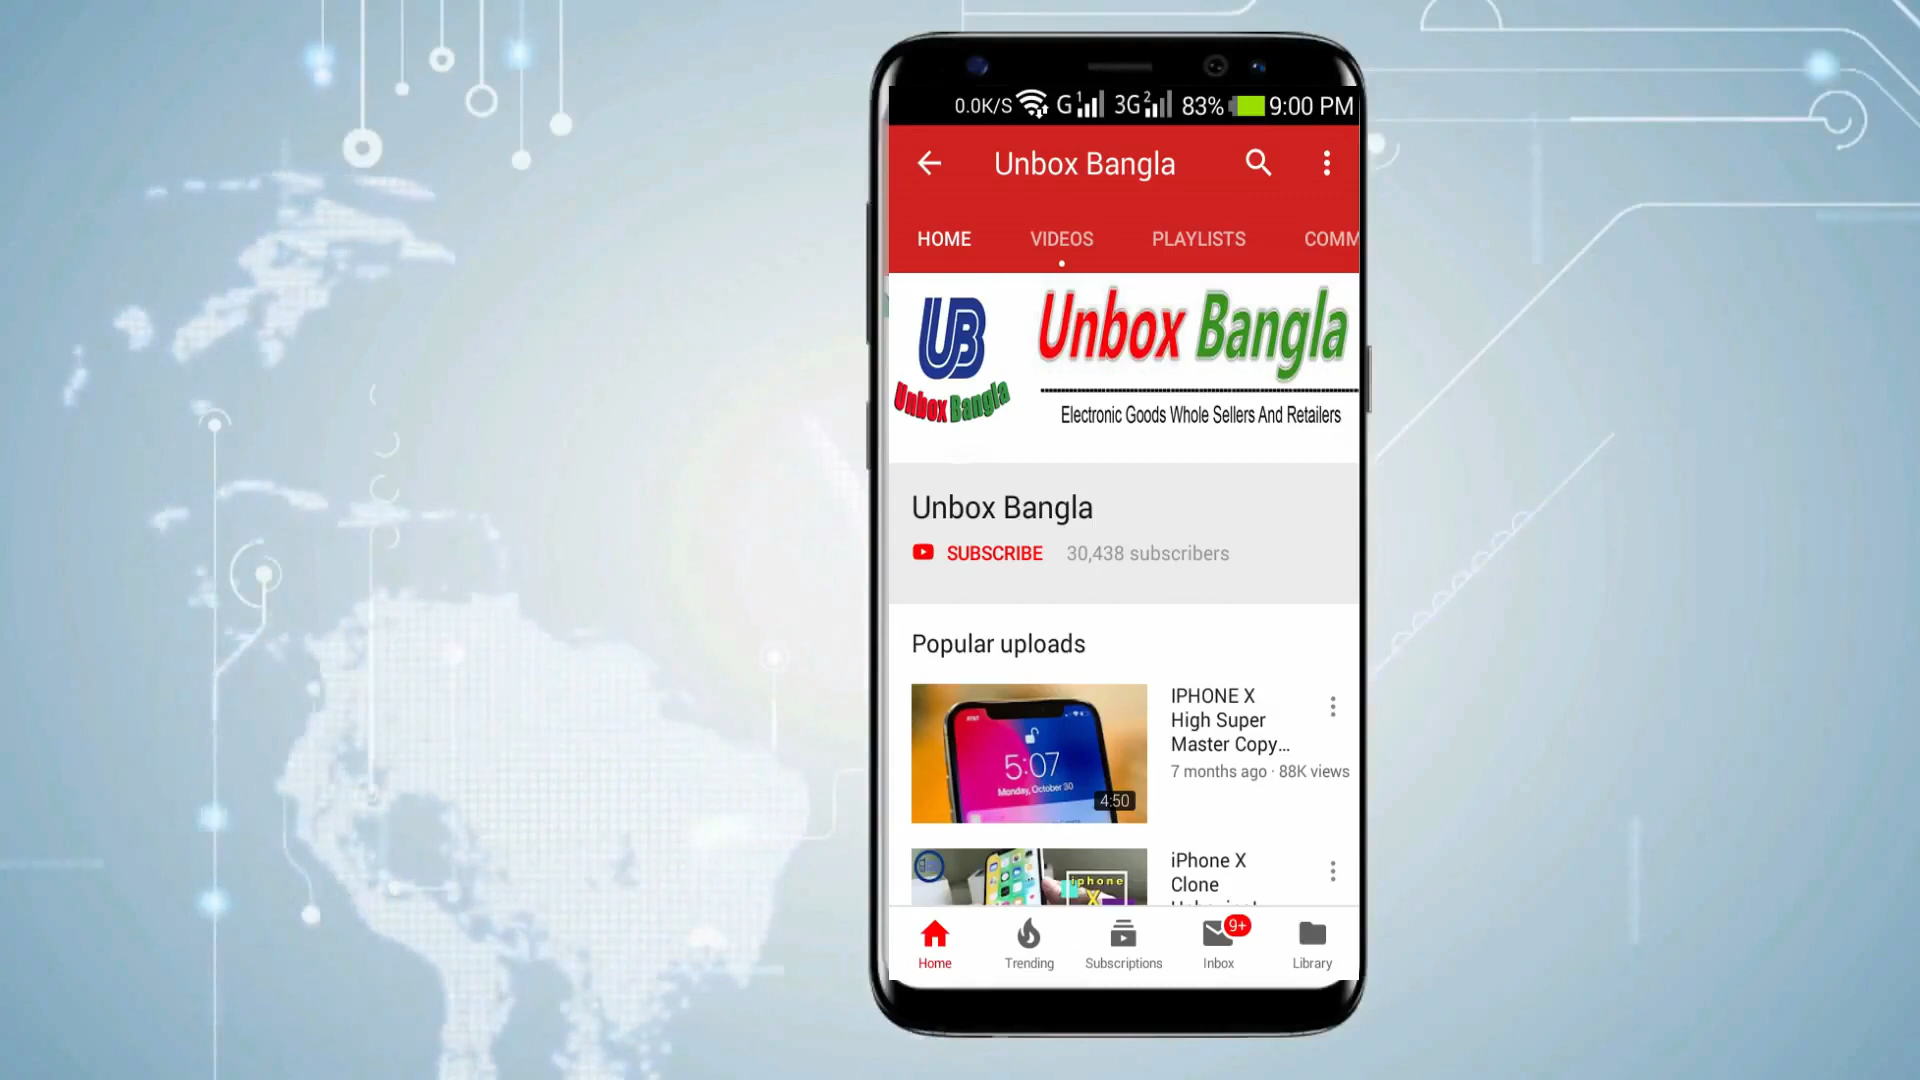 0.0K/S G 1 3G 2 83% 9:00 PM
Unbox Bangla
HOME VIDEOS PLAYLISTS COMM
UB
Unbox Bangla
Unbox Bangla
Electronic Goods Whole Sellers And Retailers
Unbox Bangla
SUBSCRIBE 30,438 subscribers
Popular uploads
5:07
Monday, October 30
4:50
IPHONE X
High Super
Master Copy...
7 months ago · 88K views
iphone
X
iPhone X
Clone
9+
Home Trending Subscriptions Inbox Library